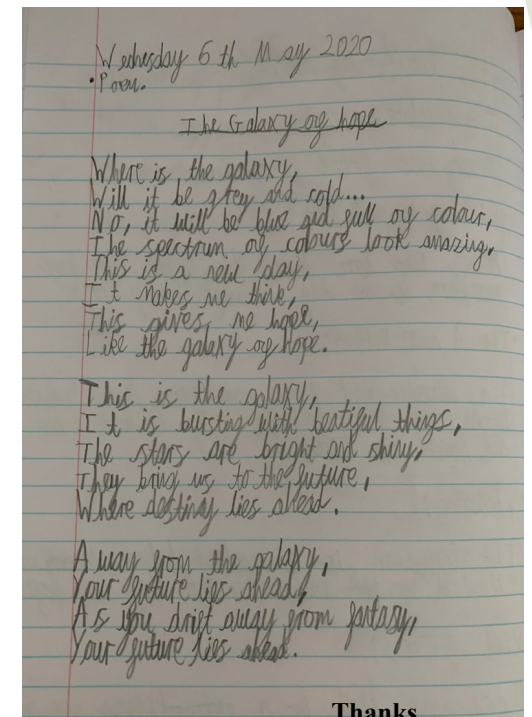 Wednesday 6th May 2020
• Poem.
The Galaxy of hope
Where is the galaxy,
Will it be grey and cold...
No, it will be blue and full of colour,
The spectrum of colours look amazing,
This is a new day,
It makes me think,
This gives me hope,
Like the galaxy of hope.
This is the galaxy,
It is bursting with beatiful things,
The stars are bright and shiny,
They bring us to the future,
Where destiny lies ahead.
Away from the galaxy,
Your future lies ahead,
As you drift away from fantasy,
Your future lies ahead.
Thanks